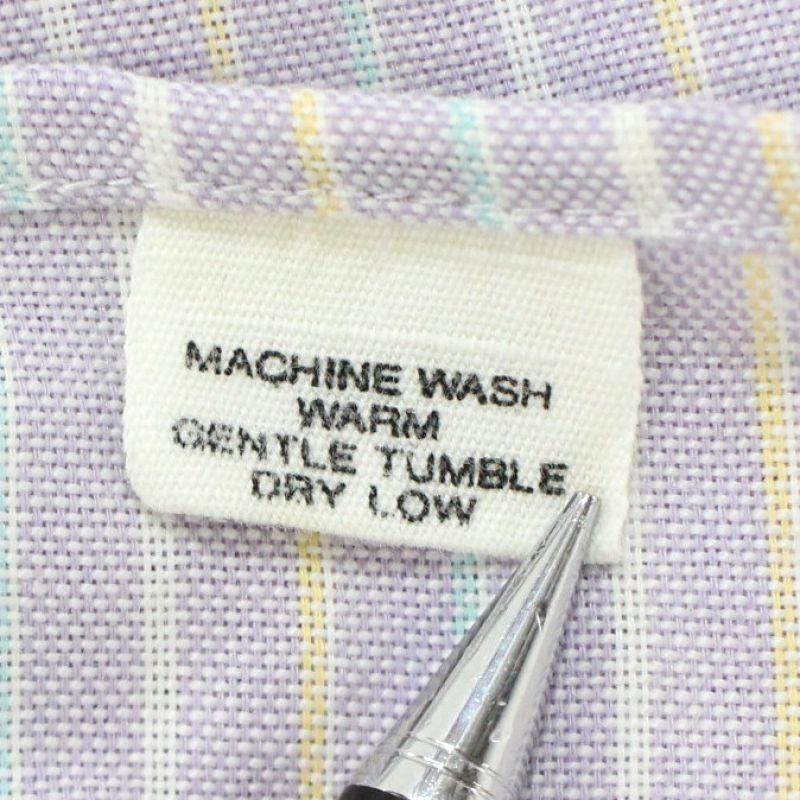 MACHINE WASH
WARM
GENTLE TUMBLE
DRY LOW